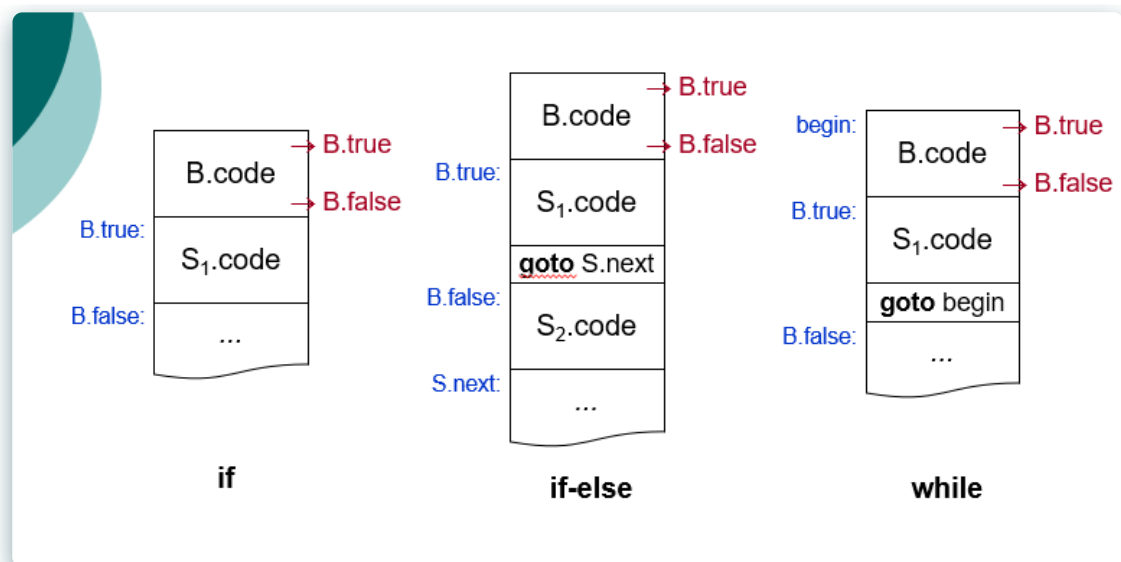 B.code
→ B.true
→ B.false
B.true:
S₁.code
B.false:
...
if
B.code
→ B.true
→ B.false
B.true:
S₁.code
goto S.next
B.false:
S₂.code
S.next:
...
if-else
begin:
B.code
→ B.true
→ B.false
B.true:
S₁.code
goto begin
B.false:
...
while